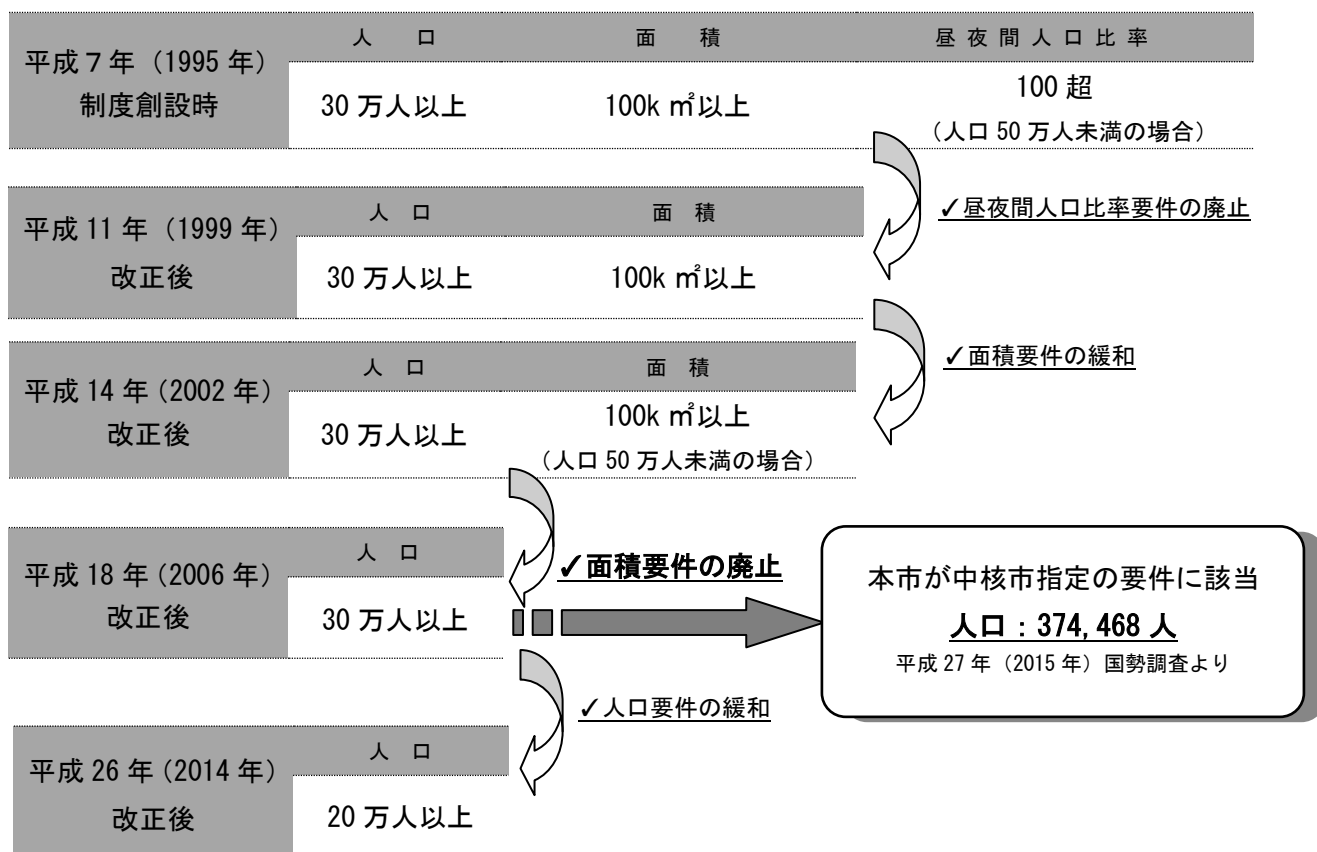 平成７年（1995 年）
制度創設時
人 口
面 積
昼夜間人口比率
30 万人以上
100k ㎡以上
100 超
（人口 50 万人未満の場合）
✓昼夜間人口比率要件の廃止
平成 11 年（1999 年）
改正後
人 口
面 積
30 万人以上
100k ㎡以上
✓面積要件の緩和
平成 14 年（2002 年）
改正後
人 口
面 積
30 万人以上
100k ㎡以上
（人口 50 万人未満の場合）
✓面積要件の廃止
平成 18 年（2006 年）
改正後
人 口
30 万人以上
本市が中核市指定の要件に該当
人口：374,468 人
平成 27 年（2015 年）国勢調査より
✓人口要件の緩和
平成 26 年（2014 年）
改正後
人 口
20 万人以上